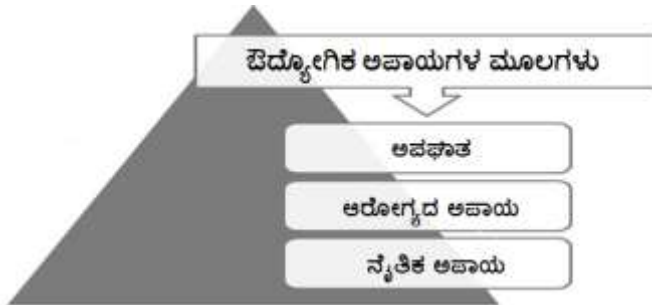 ಔದ್ಯೋಗಿಕ ಅಪಾಯಗಳ ಮೂಲಗಳು
ಅಪಘಾತ
ಆರೋಗ್ಯದ ಅಪಾಯ
ನೈತಿಕ ಅಪಾಯ